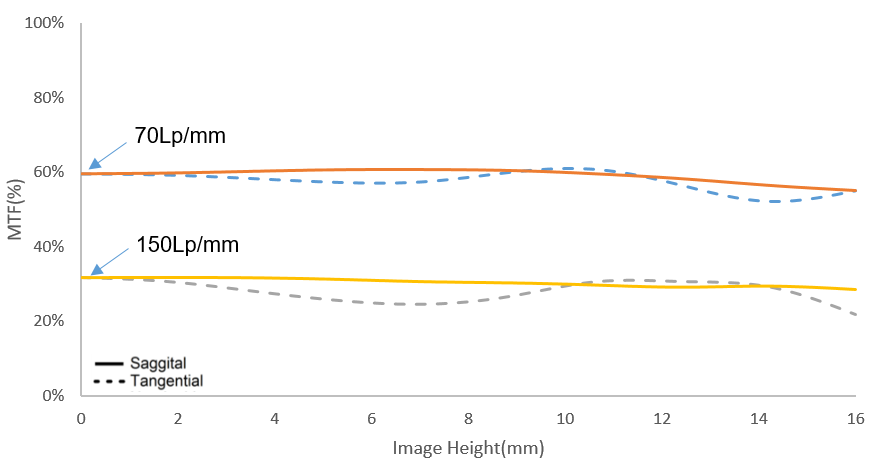 100%
80%
70Lp/mm
60%
MTF(%)
150Lp/mm
40%
20%
Saggital
Tangential
0%
0 2 4 6 8 10 12 14 16
Image Height(mm)